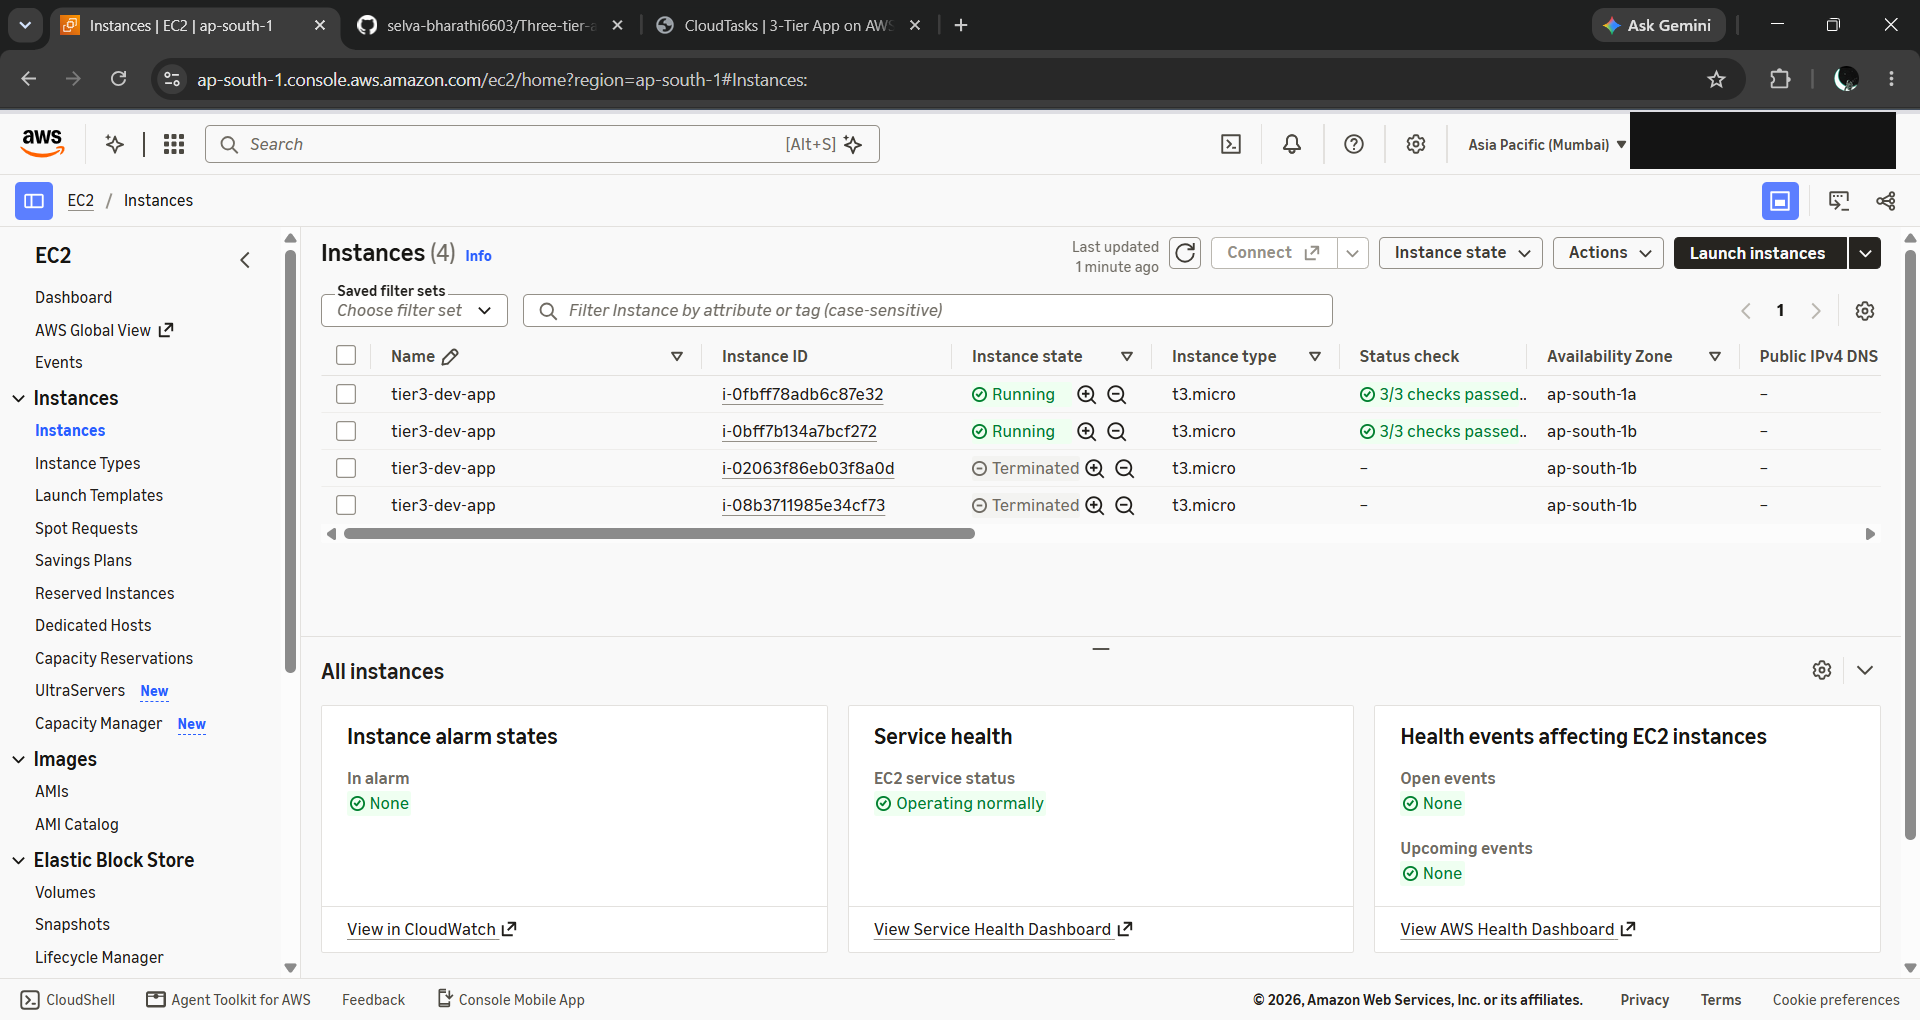 Instances | EC2 | ap-south-1
selva-bharathi6603/Three-tier-a
CloudTasks | 3-Tier App on AWS
Ask Gemini
ap-south-1.console.aws.amazon.com/ec2/home?region=ap-south-1#Instances:
aws
Search [Alt+S]
Asia Pacific (Mumbai)
EC2 / Instances
EC2
Dashboard
AWS Global View
Events
Instances
Instances
Instance Types
Launch Templates
Spot Requests
Savings Plans
Reserved Instances
Dedicated Hosts
Capacity Reservations
UltraServers New
Capacity Manager New
Images
AMIs
AMI Catalog
Elastic Block Store
Volumes
Snapshots
Lifecycle Manager
Instances (4) Info
Last updated
1 minute ago
Connect
Instance state
Actions
Launch instances
Saved filter sets
Choose filter set
Filter Instance by attribute or tag (case-sensitive)
1
Name Instance ID Instance state Instance type Status check Availability Zone Public IPv4 DNS
tier3-dev-app i-0fbff78adb6c87e32 Running t3.micro 3/3 checks passed.. ap-south-1a –
tier3-dev-app i-0bff7b134a7bcf272 Running t3.micro 3/3 checks passed.. ap-south-1b –
tier3-dev-app i-02063f86eb03f8a0d Terminated t3.micro – ap-south-1b –
tier3-dev-app i-08b3711985e34cf73 Terminated t3.micro – ap-south-1b –
All instances
Instance alarm states
In alarm
None
View in CloudWatch
Service health
EC2 service status
Operating normally
View Service Health Dashboard
Health events affecting EC2 instances
Open events
None
Upcoming events
None
View AWS Health Dashboard
CloudShell
Agent Toolkit for AWS
Feedback
Console Mobile App
© 2026, Amazon Web Services, Inc. or its affiliates.
Privacy
Terms
Cookie preferences